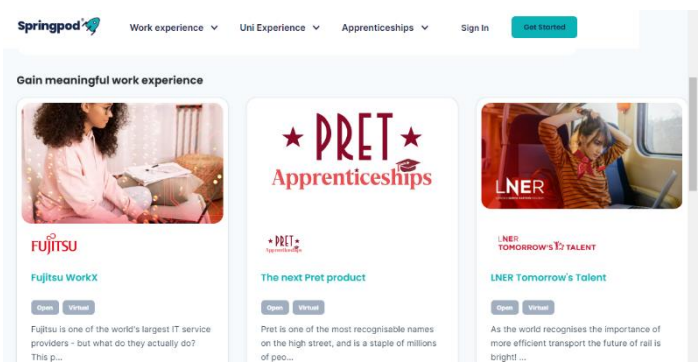 Springpod
Work experience
Uni Experience
Apprenticeships
Sign In
Get Started
Gain meaningful work experience
FUJITSU
Fujitsu WorkX
Open
Virtual
Fujitsu is one of the world's largest IT service
providers - but what do they actually do?
This p...
PRET
Apprenticeships
PRET
Apprenticeships
The next Pret product
Open
Virtual
Pret is one of the most recognisable names
on the high street, and is a staple of millions
of peo...
LNER
LNER
TOMORROW'S TALENT
LNER Tomorrow's Talent
Open
Virtual
As the world recognises the importance of
more efficient transport the future of rail is
bright! ...